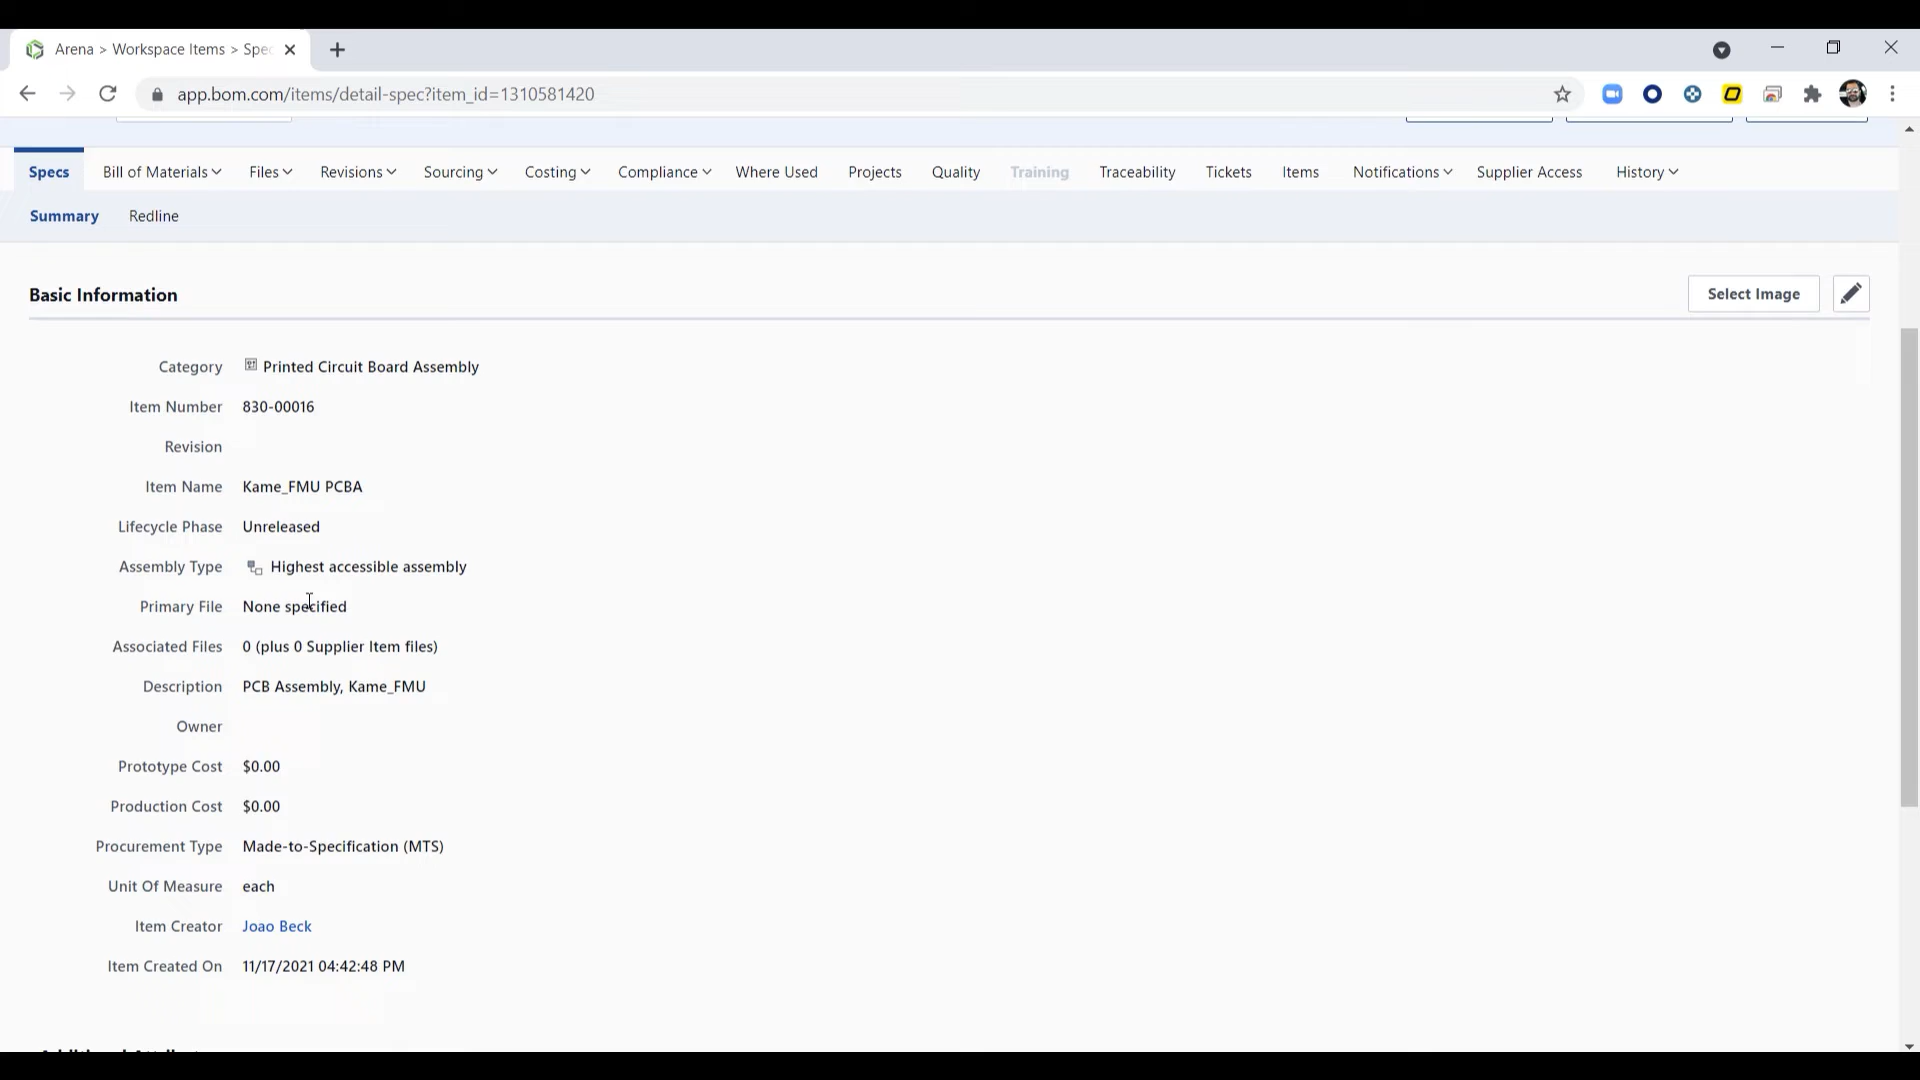 Arena > Workspace Items > Spec
app.bom.com/items/detail-spec?item_id=1310581420
Specs Bill of Materials Files Revisions Sourcing Costing Compliance Where Used Projects Quality Training Traceability Tickets Items Notifications Supplier Access History
Summary Redline
Basic Information Select Image
Category Printed Circuit Board Assembly
Item Number 830-00016
Revision
Item Name Kame_FMU PCBA
Lifecycle Phase Unreleased
Assembly Type Highest accessible assembly
Primary File None specified
Associated Files 0 (plus 0 Supplier Item files)
Description PCB Assembly, Kame_FMU
Owner
Prototype Cost $0.00
Production Cost $0.00
Procurement Type Made-to-Specification (MTS)
Unit Of Measure each
Item Creator Joao Beck
Item Created On 11/17/2021 04:42:48 PM